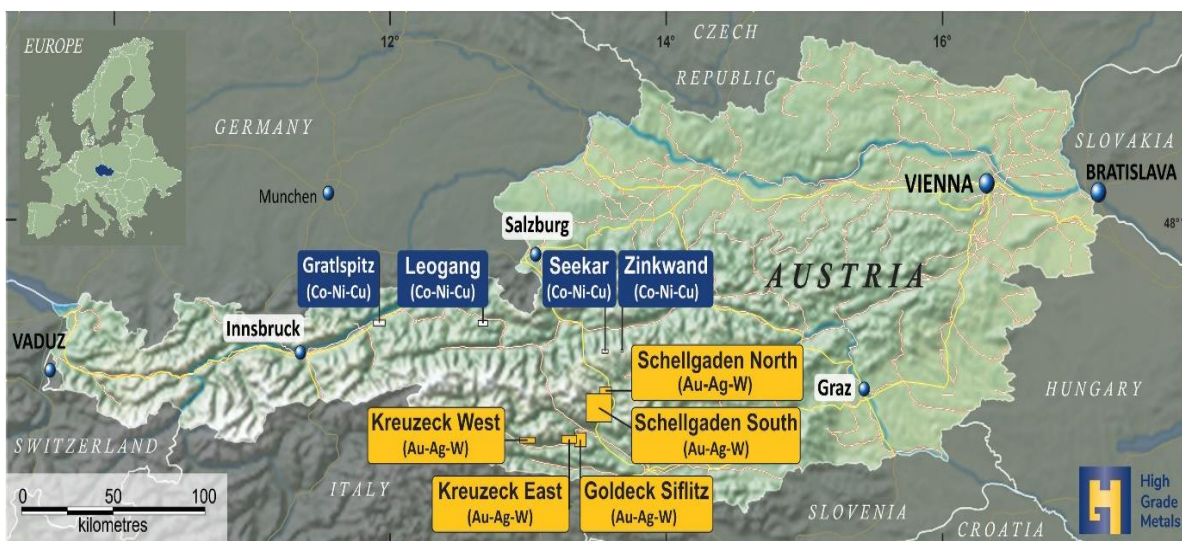 EUROPE
12°
14°
16°
CZECH
REPUBLIC
GERMANY
SLOVAKIA
Munchen
VIENNA
BRATISLAVA
48°
Salzburg
Gratlspitz
(Co-Ni-Cu)
Leogang
(Co-Ni-Cu)
Seekar
(Co-Ni-Cu)
Zinkwand
(Co-Ni-Cu)
AUSTRIA
Innsbruck
VADUZ
Schellgaden North
(Au-Ag-W)
Graz
HUNGARY
Kreuzeck West
(Au-Ag-W)
Schellgaden South
(Au-Ag-W)
SWITZERLAND
ITALY
Kreuzeck East
(Au-Ag-W)
Goldeck Siflitz
(Au-Ag-W)
0 50 100
kilometres
SLOVENIA
CROATIA
High
Grade
Metals